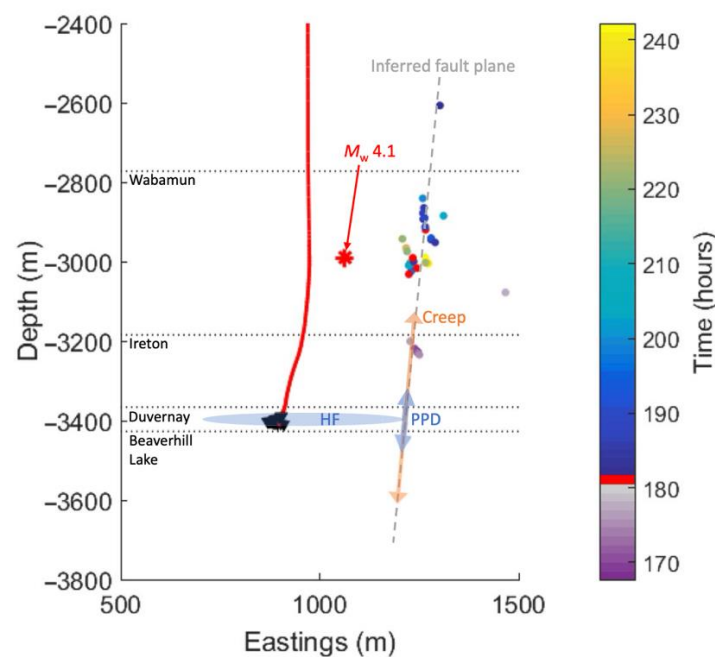 −2400
−2600
−2800
−3000
−3200
−3400
−3600
−3800
Depth (m)
500
1000
1500
Eastings (m)
Inferred fault plane
Mw 4.1
Wabamun
Creep
Ireton
Duvernay
HF
PPD
Beaverhill
Lake
240
230
220
210
200
190
180
170
Time (hours)